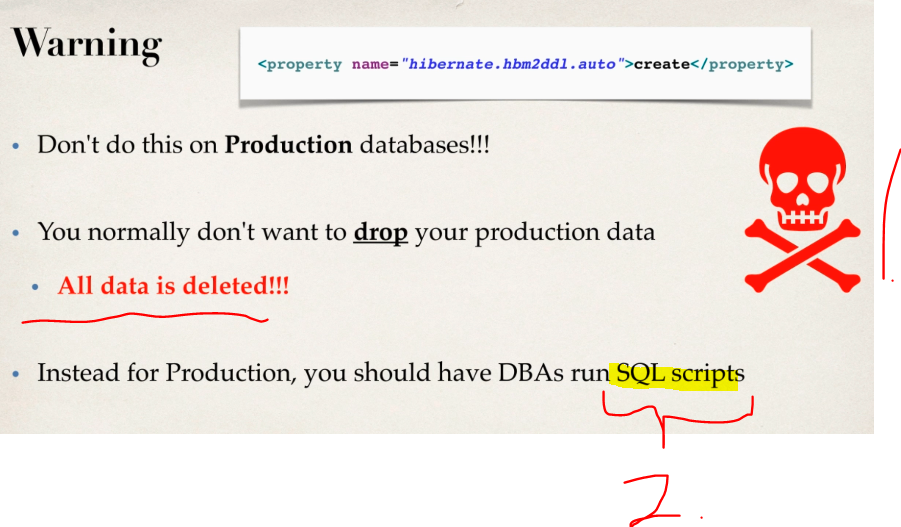 Warning
<property name="hibernate.hbm2ddl.auto">create</property>
• Don't do this on Production databases!!!
• You normally don't want to drop your production data
• All data is deleted!!!
• Instead for Production, you should have DBAs run SQL scripts
2.